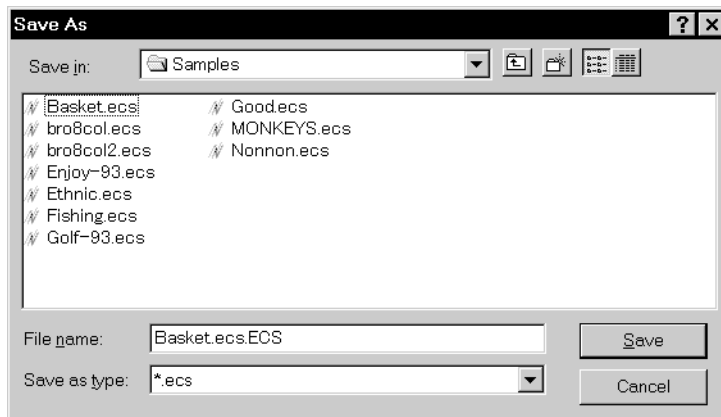 Save As
Save in: Samples
Basket.ecs
bro8col.ecs
bro8col2.ecs
Enjoy-93.ecs
Ethnic.ecs
Fishing.ecs
Golf-93.ecs
Good.ecs
MONKEYS.ecs
Nonnon.ecs
File name: Basket.ecs.ECS
Save
Save as type: *.ecs
Cancel